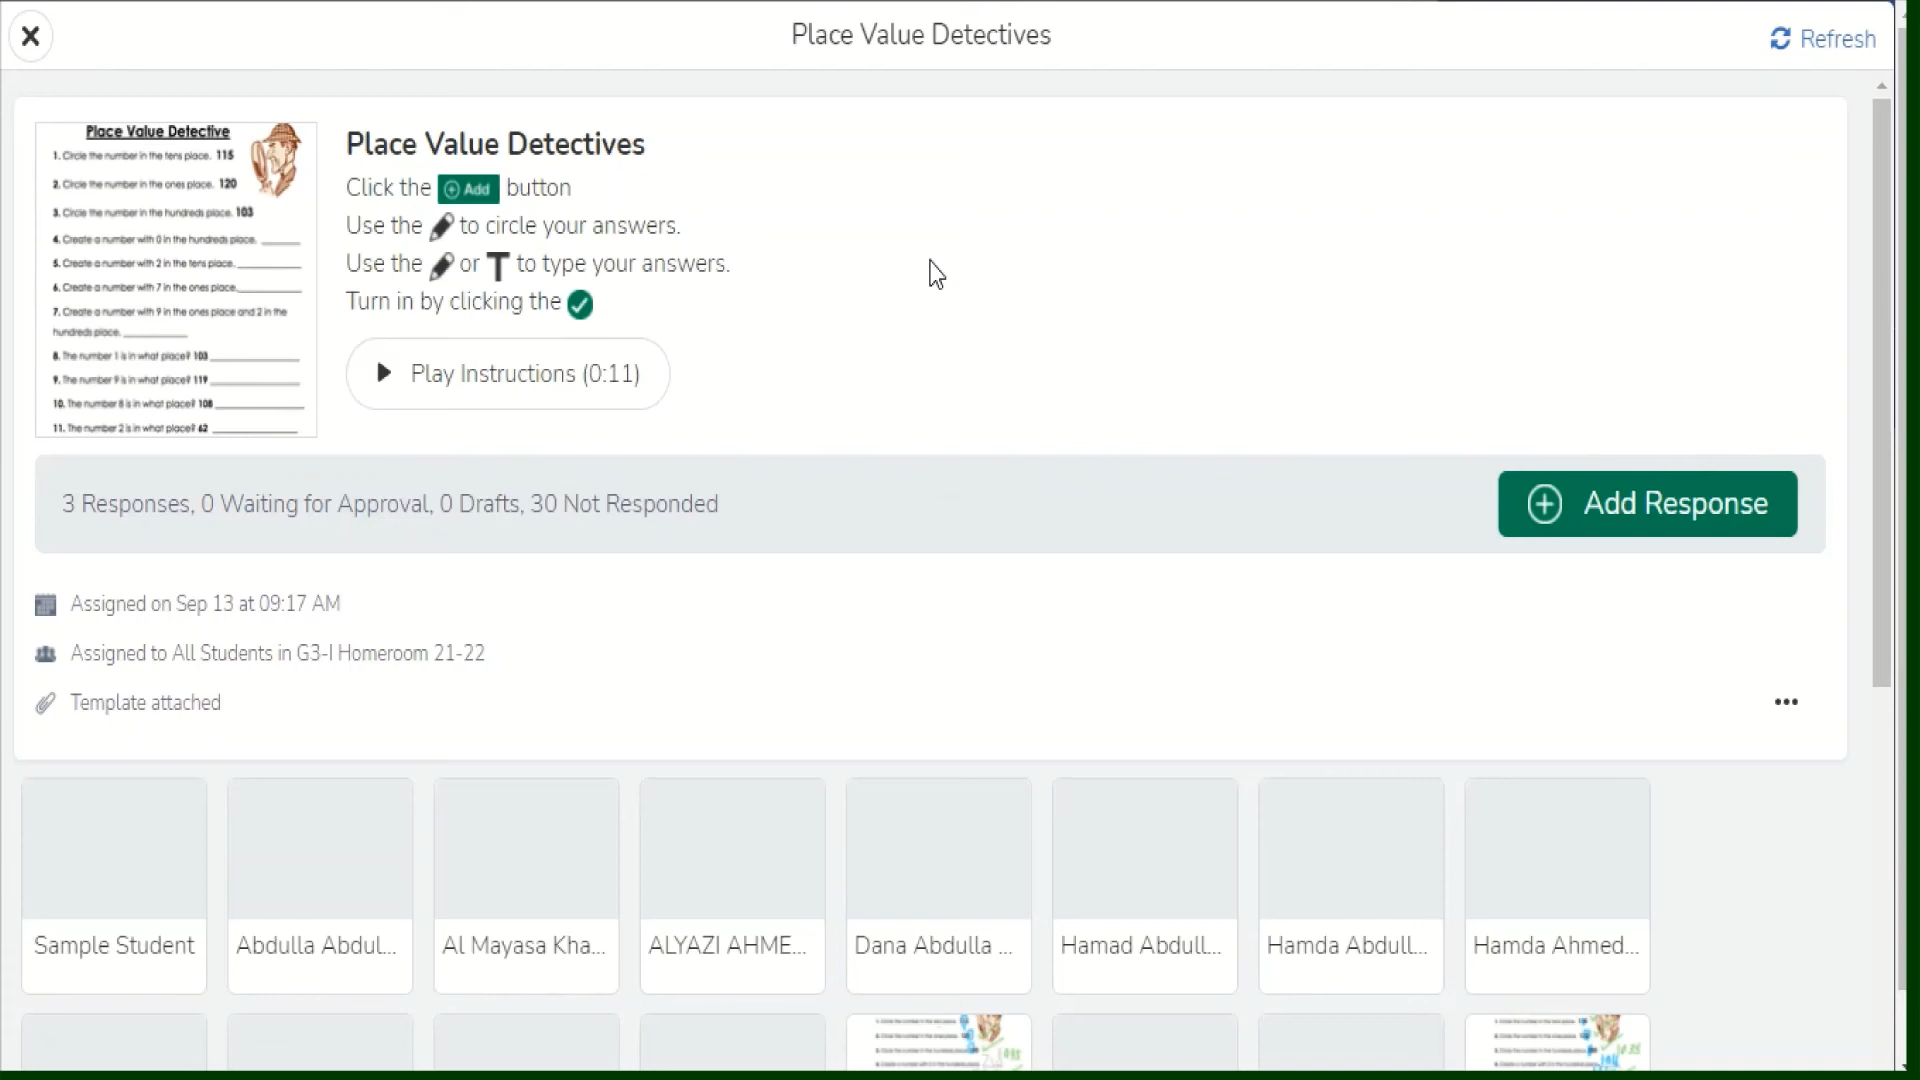 Place Value Detectives
Refresh
Place Value Detective
1. Circle the number in the tens place. 115
2. Circle the number in the ones place. 120
3. Circle the number in the hundreds place. 103
4. Create a number with 0 in the hundreds place. ______
5. Create a number with 2 in the tens place. __________
6. Create a number with 7 in the ones place. __________
7. Create a number with 9 in the ones place and 2 in the
hundreds place. __________
8. The number 1 is in what place? 103 ______________
9. The number 9 is in what place? 119 ______________
10. The number 8 is in what place? 108 ______________
11. The number 2 is in what place? 62 ______________
Place Value Detectives
Click the Add button
Use the to circle your answers.
Use the or T to type your answers.
Turn in by clicking the
Play Instructions (0:11)
3 Responses, 0 Waiting for Approval, 0 Drafts, 30 Not Responded
Add Response
Assigned on Sep 13 at 09:17 AM
Assigned to All Students in G3-I Homeroom 21-22
Template attached
Sample Student
Abdulla Abdul...
Al Mayasa Kha...
ALYAZI AHME...
Dana Abdulla ...
Hamad Abdull...
Hamda Abdull...
Hamda Ahmed...